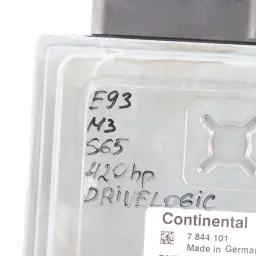 E93
M3
S65
420hp
DRIVELOGIC
Continental
7 844 101
Made in German